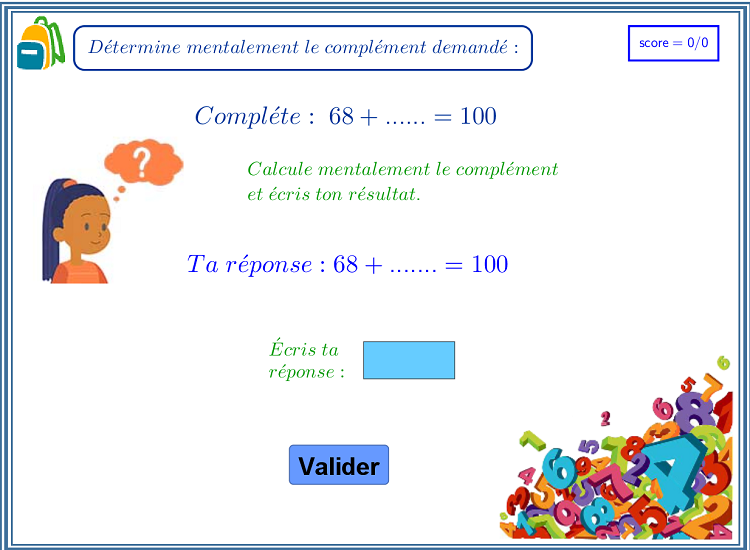 Détermine mentalement le complément demandé :
score = 0/0
Compléte : 68 + ...... = 100
?
Calcule mentalement le complément
et écris ton résultat.
Ta réponse : 68 + ....... = 100
Écris ta
réponse :
Valider